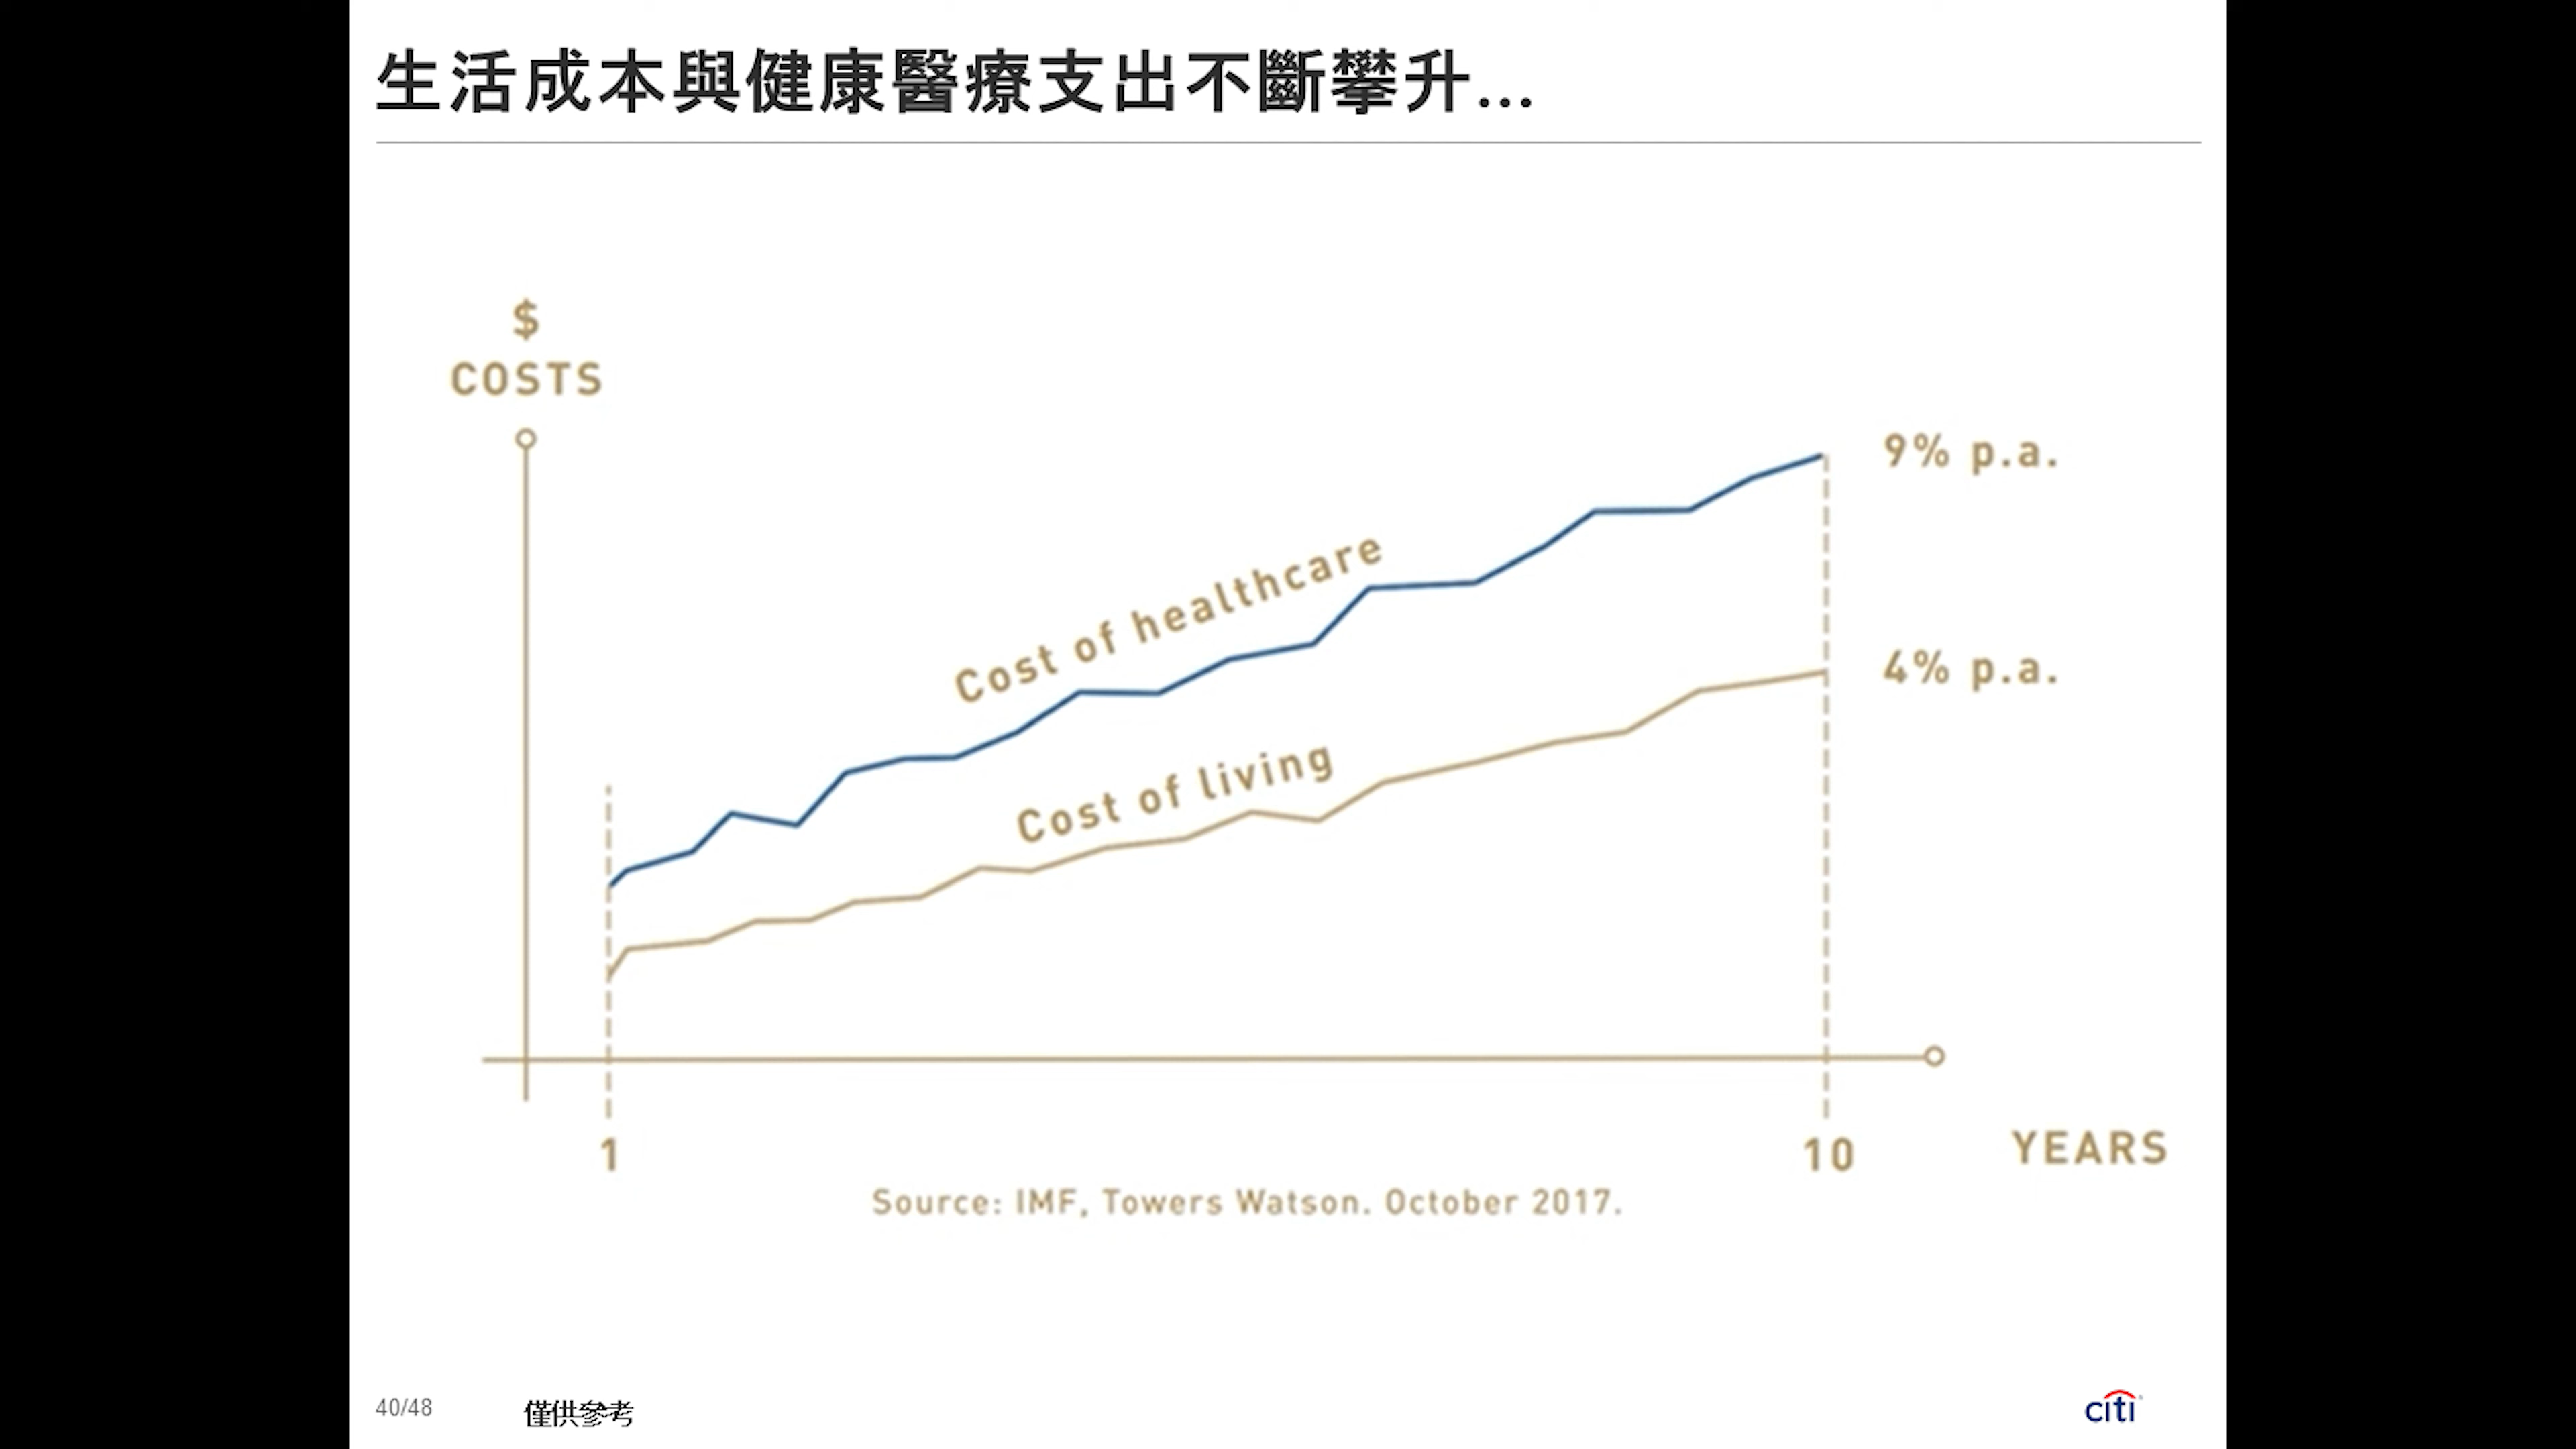 生活成本與健康醫療支出不斷攀升...
$
COSTS
9% p.a.
Cost of healthcare
4% p.a.
Cost of living
1
10
YEARS
Source: IMF, Towers Watson. October 2017.
40/48
僅供參考
citi